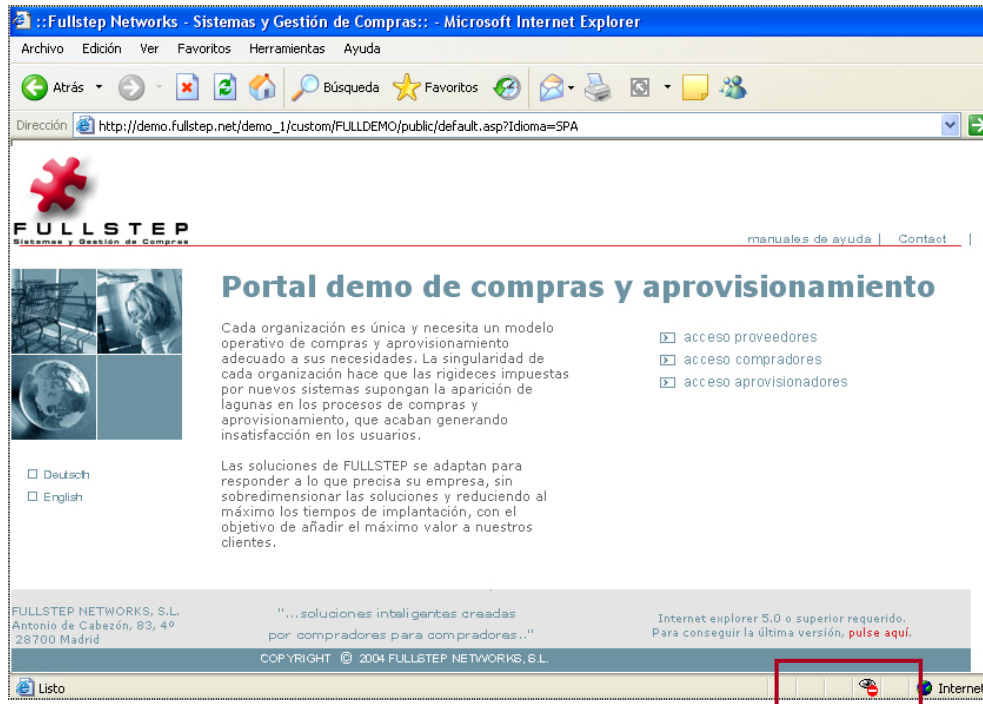 ::Fullstep Networks - Sistemas y Gestión de Compras:: - Microsoft Internet Explorer
Archivo Edición Ver Favoritos Herramientas Ayuda
Atrás Búsqueda Favoritos
Dirección http://demo.fullstep.net/demo_1/custom/FULLDEMO/public/default.asp?Idioma=SPA
FULLSTEP
Sistemas y Gestión de Compras
manuales de ayuda | Contact |
Portal demo de compras y aprovisionamiento
Cada organización es única y necesita un modelo
operativo de compras y aprovisionamiento
adecuado a sus necesidades. La singularidad de
cada organización hace que las rigideces impuestas
por nuevos sistemas supongan la aparición de
lagunas en los procesos de compras y
aprovisionamiento, que acaban generando
insatisfacción en los usuarios.
Las soluciones de FULLSTEP se adaptan para
responder a lo que precisa su empresa, sin
sobredimensionar las soluciones y reduciendo al
máximo los tiempos de implantación, con el
objetivo de añadir el máximo valor a nuestros
clientes.
acceso proveedores
acceso compradores
acceso aprovisionadores
Deutsch
English
FULLSTEP NETWORKS, S.L.
Antonio de Cabezón, 83, 4º
28700 Madrid
"...soluciones inteligentes creadas
por compradores para compradores.."
Internet explorer 5.0 o superior requerido.
Para conseguir la última versión, pulse aquí.
COPYRIGHT © 2004 FULLSTEP NETWORKS, S.L.
Listo
Internet